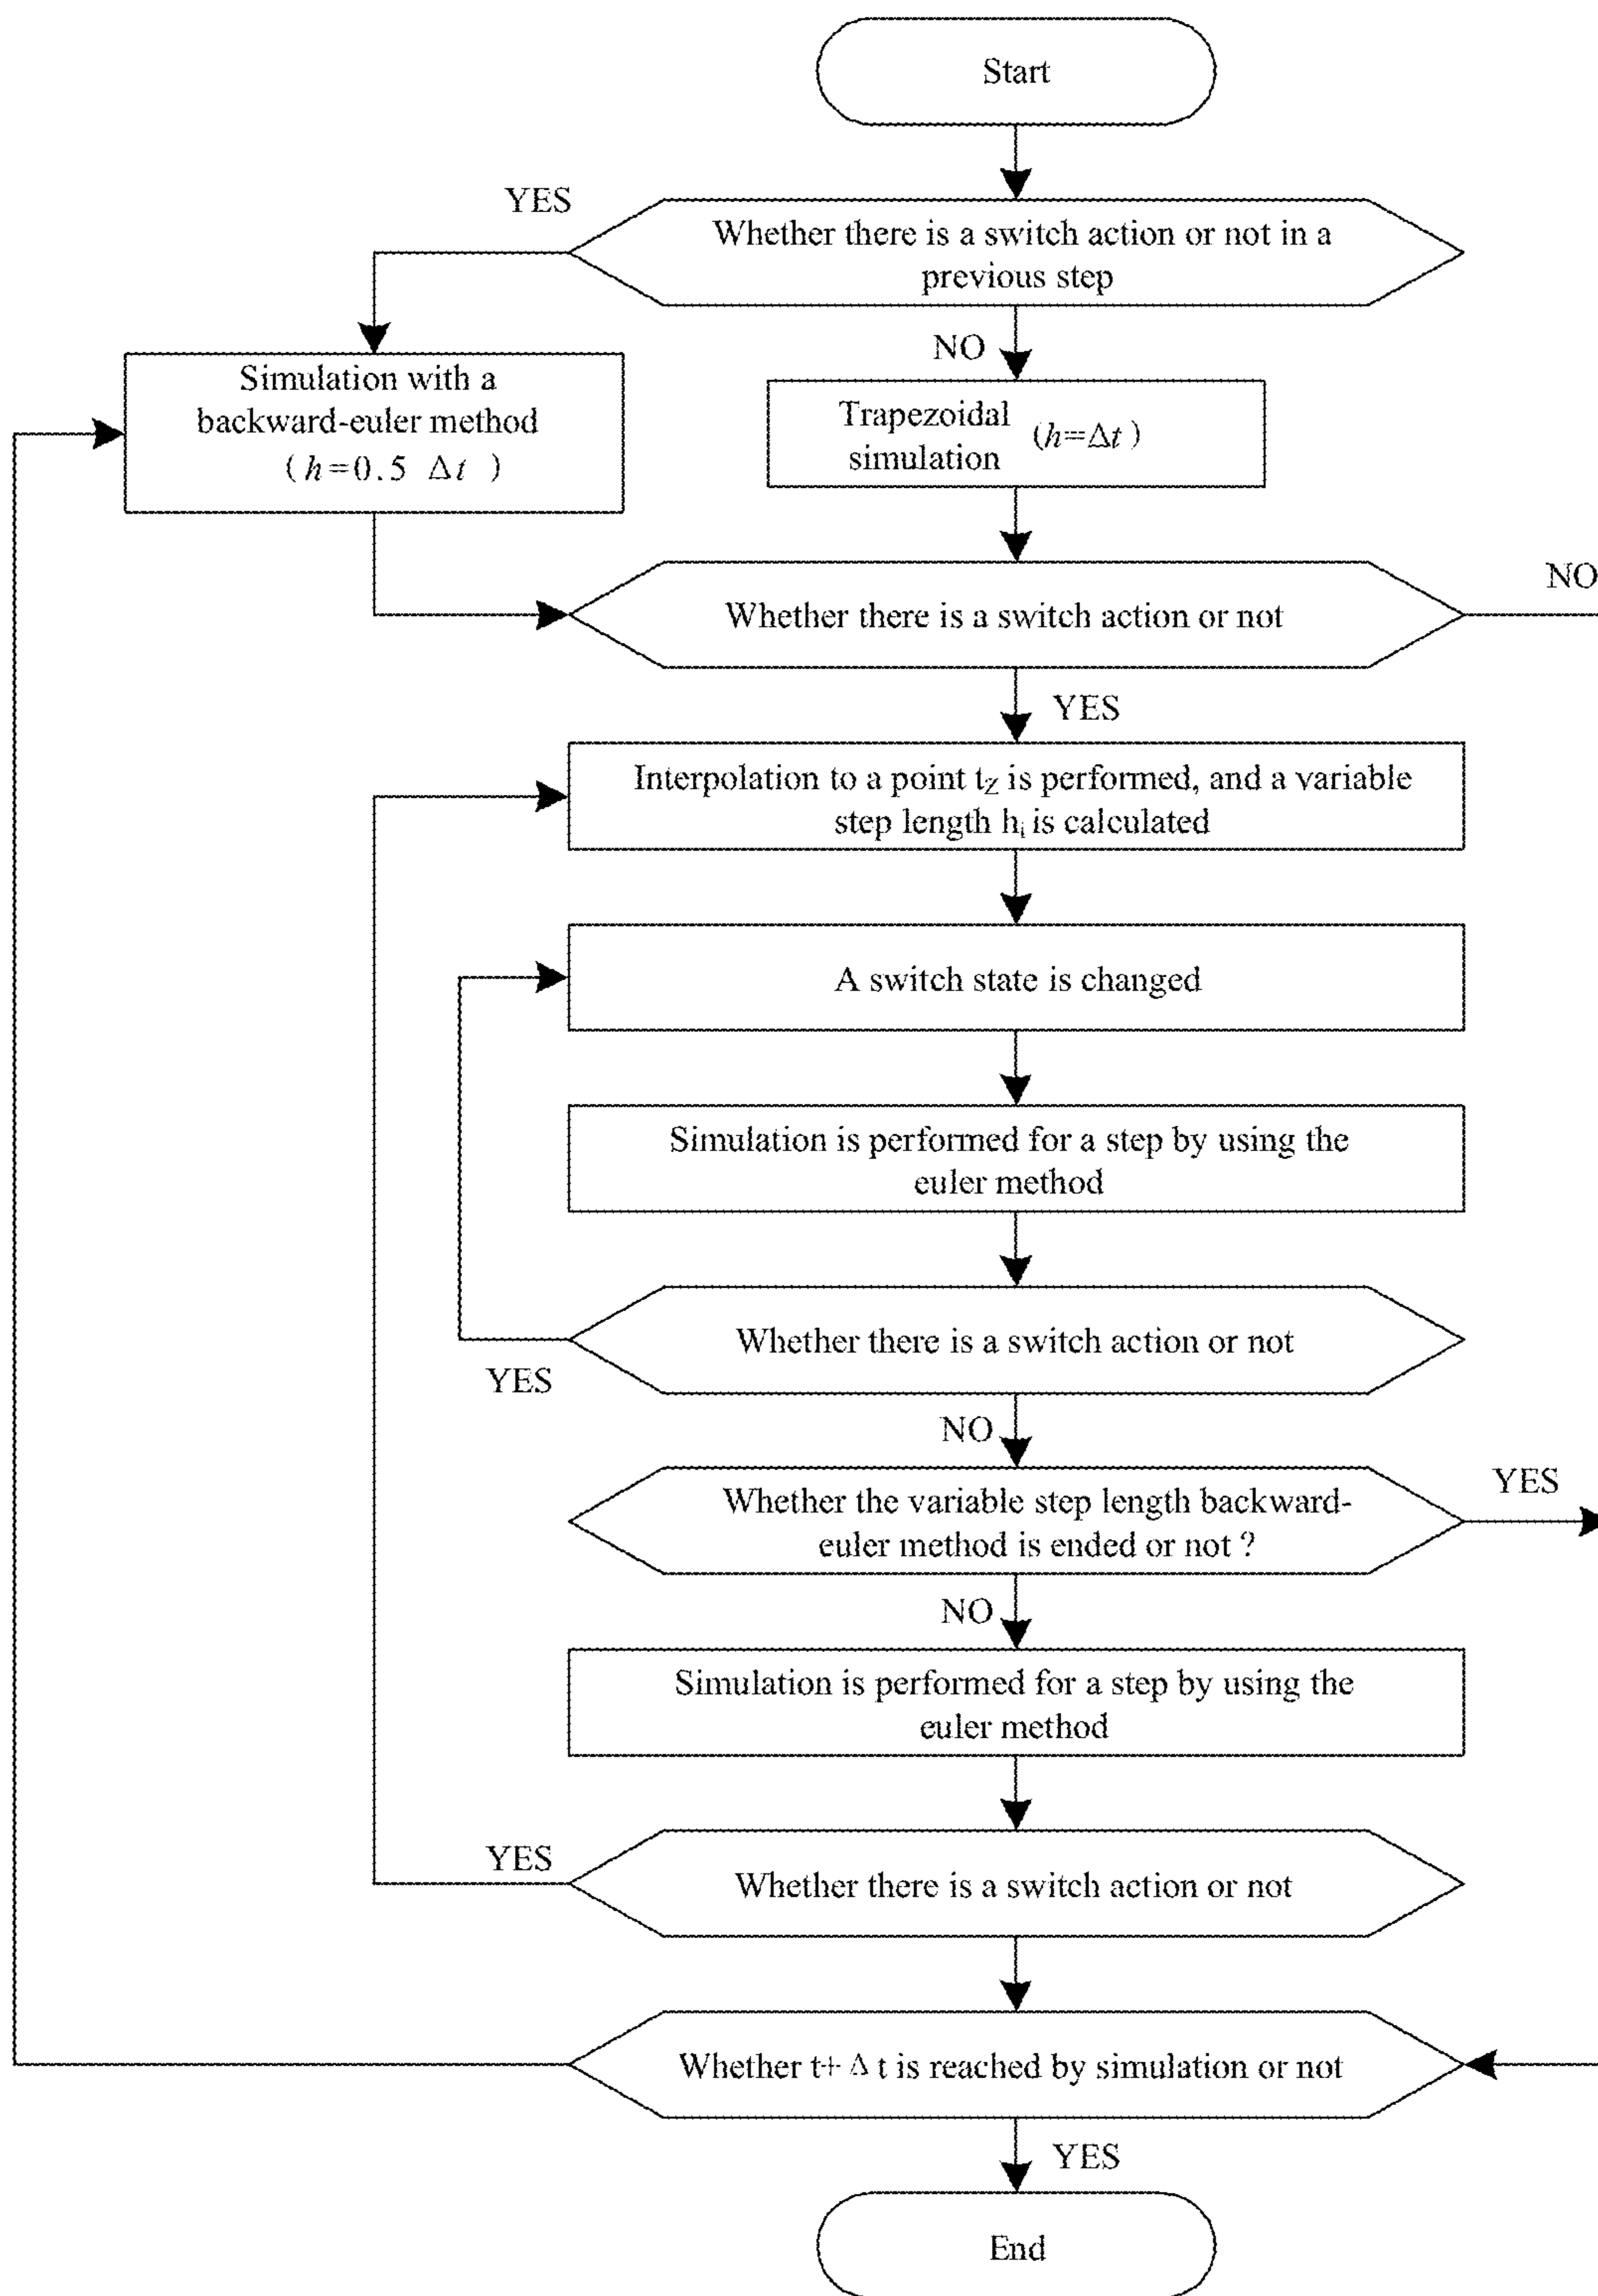 Start
YES
Whether there is a switch action or not in a
previous step
NO
Simulation with a
backward-euler method
(h=0.5 Δt)
Trapezoidal
simulation
(h=Δt)
NO
Whether there is a switch action or not
YES
Interpolation to a point tZ is performed, and a variable
step length hi is calculated
A switch state is changed
Simulation is performed for a step by using the
euler method
Whether there is a switch action or not
YES
NO
Whether the variable step length backward-
euler method is ended or not ?
YES
NO
Simulation is performed for a step by using the
euler method
YES
Whether there is a switch action or not
Whether t+ Δ t is reached by simulation or not
YES
End